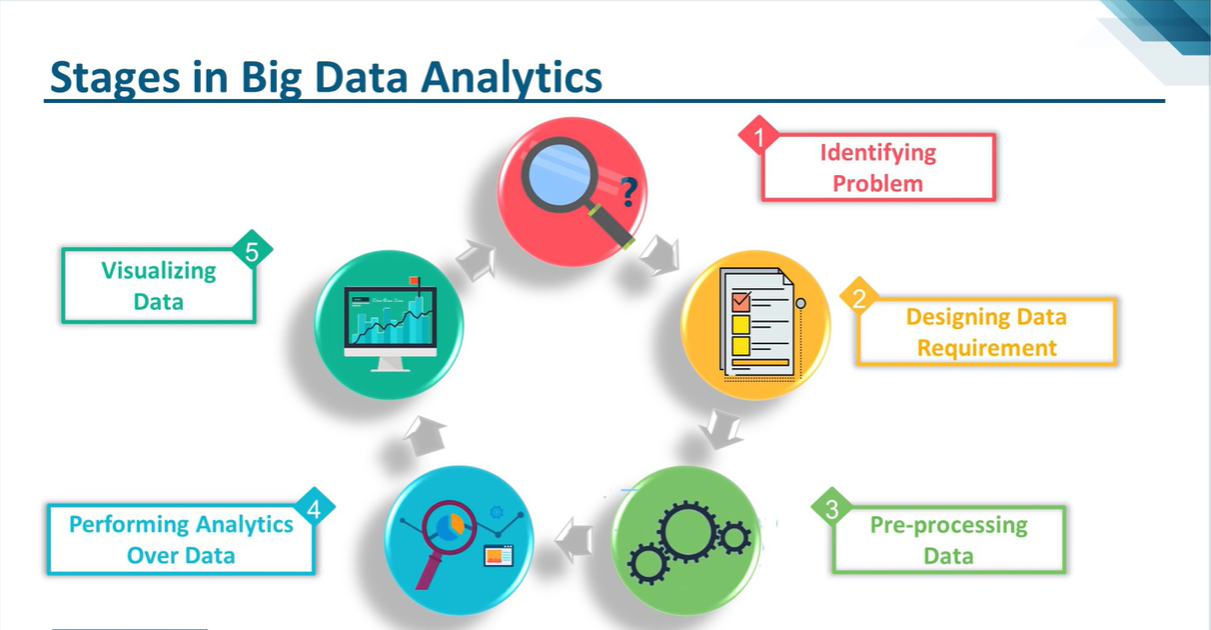 Stages in Big Data Analytics
1
Identifying
Problem
?
2
Designing Data
Requirement
3
Pre-processing
Data
4
Performing Analytics
Over Data
5
Visualizing
Data